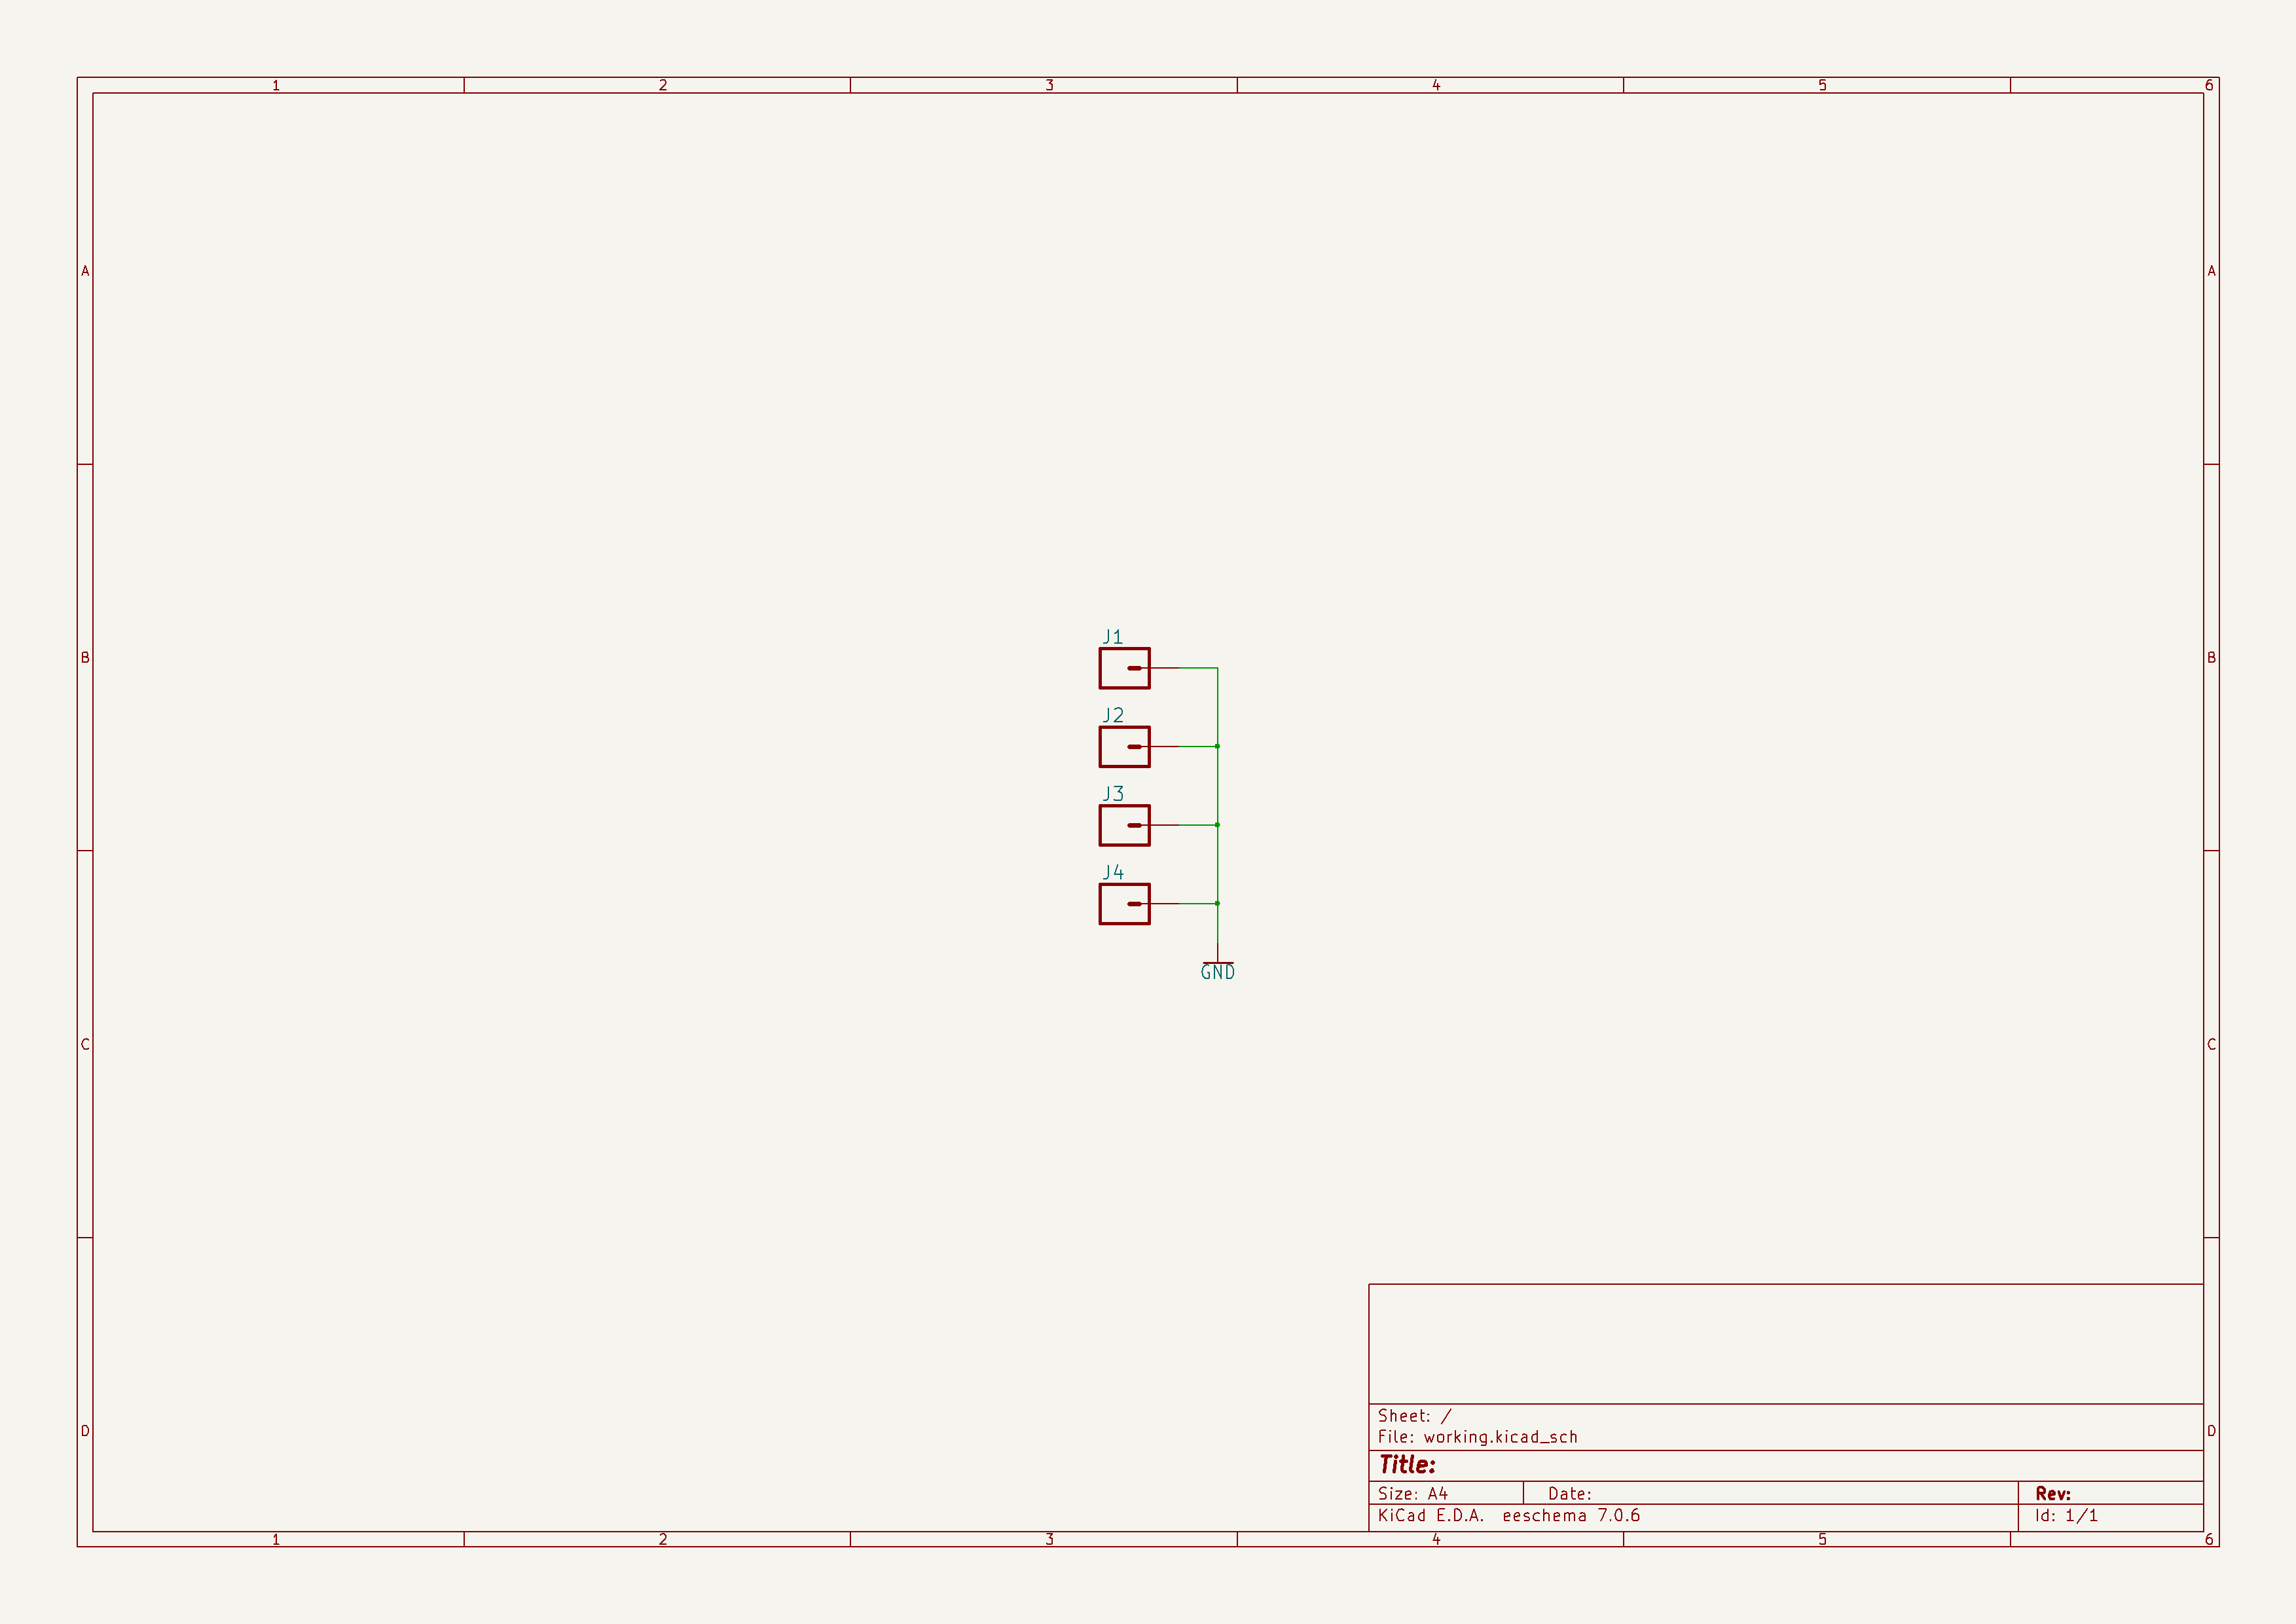 1 2 3 4 5 6
A A
J1
B B
J2
J3
J4
GND
C C
Sheet: /
File: working.kicad_sch
D D
Title:
Size: A4 Date: Rev:
KiCad E.D.A. eeschema 7.0.6 Id: 1/1
1 2 3 4 5 6